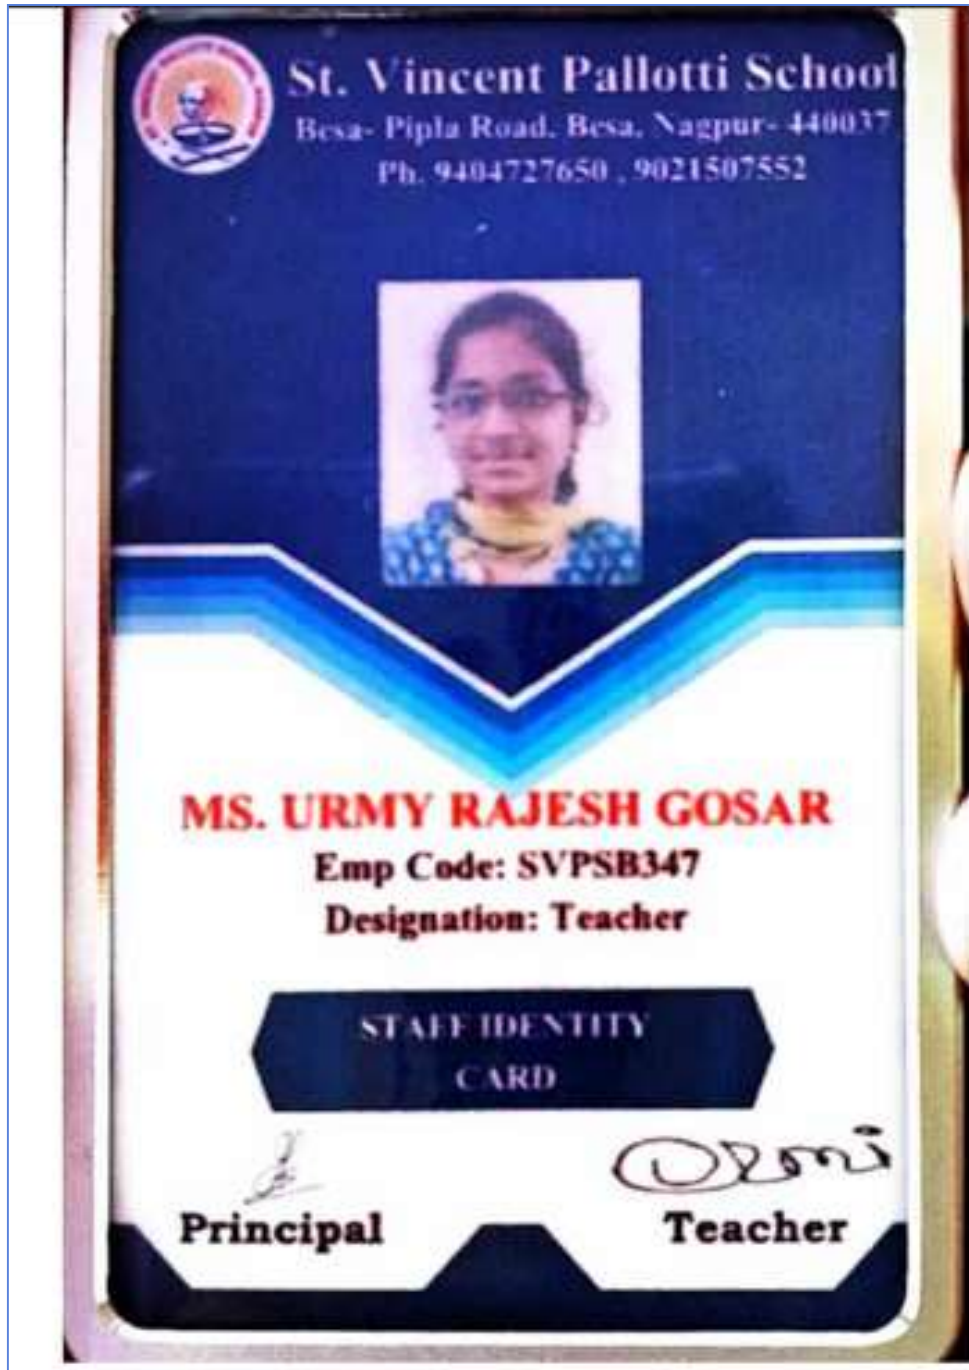 St. Vincent Pallotti School
Besa- Pipla Road, Besa, Nagpur- 440037
Ph. 9404727650 , 9021507552
MS. URMY RAJESH GOSAR
Emp Code: SVPSB347
Designation: Teacher
STAFF IDENTITY
CARD
Principal
Teacher